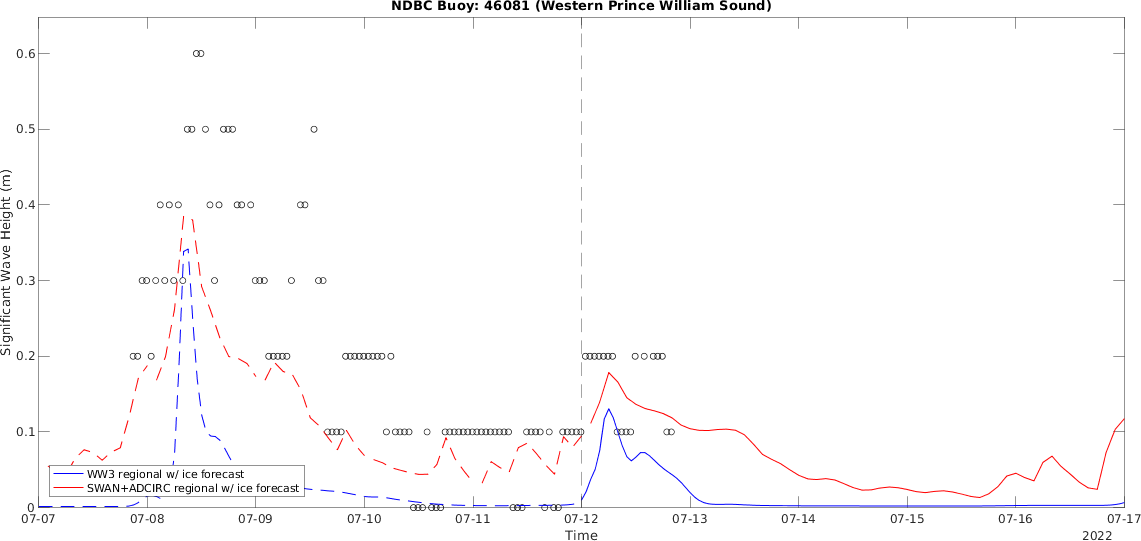 NDBC Buoy: 46081 (Western Prince William Sound)
Significant Wave Height (m)
0.6
0.5
0.4
0.3
0.2
0.1
0
WW3 regional w/ ice forecast
SWAN+ADCIRC regional w/ ice forecast
07-07 07-08 07-09 07-10 07-11 07-12 07-13 07-14 07-15 07-16 07-17
Time
2022